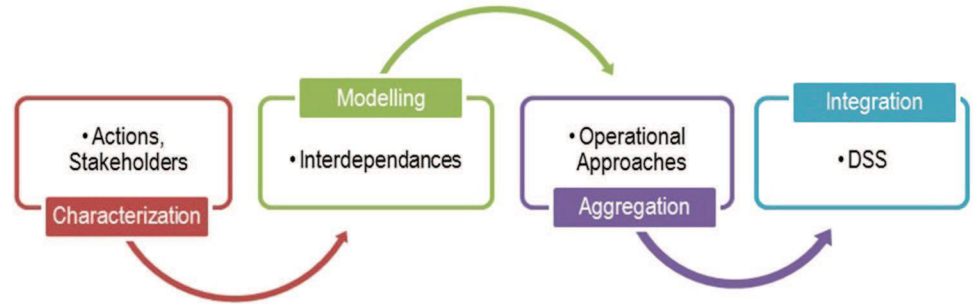 • Actions,
Stakeholders
Characterization
Modelling
• Interdependances
• Operational
Approaches
Aggregation
Integration
• DSS